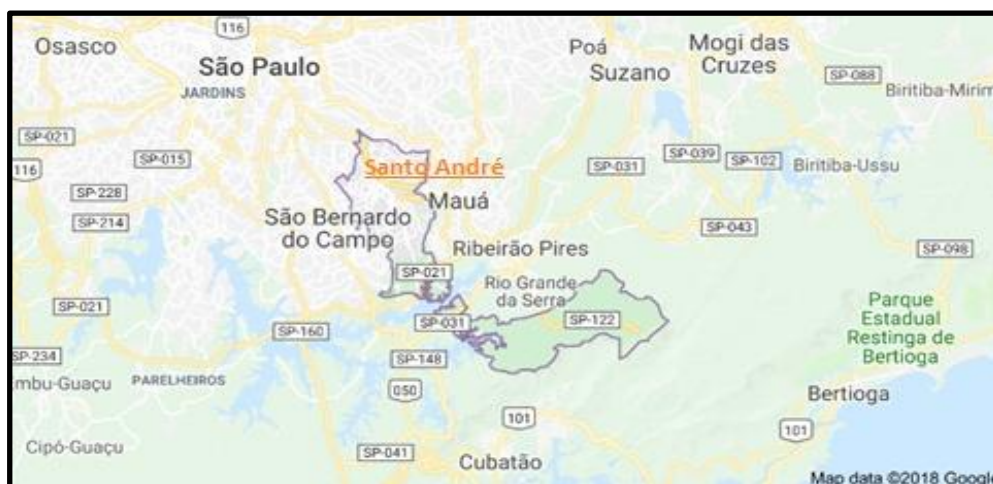 116
Osasco
São Paulo
JARDINS
Poá
Suzano
Mogi das
Cruzes
SP-088
Biritiba-Mirim
SP-021
116
SP-015
Santo André
SP-031
SP-039
SP-102
Biritiba-Ussu
SP-228
SP-214
São Bernardo
do Campo
Mauá
SP-043
Ribeirão Pires
SP-098
SP-021
Rio Grande
da Serra
SP-021
SP-160
SP-031
SP-122
Parque
Estadual
Restinga de
Bertioga
SP-234
SP-148
mbu-Guaçu
PARELHEIROS
050
Bertioga
101
101
Cipó-Guaçu
SP-041
Cubatão
Map data ©2018 Google